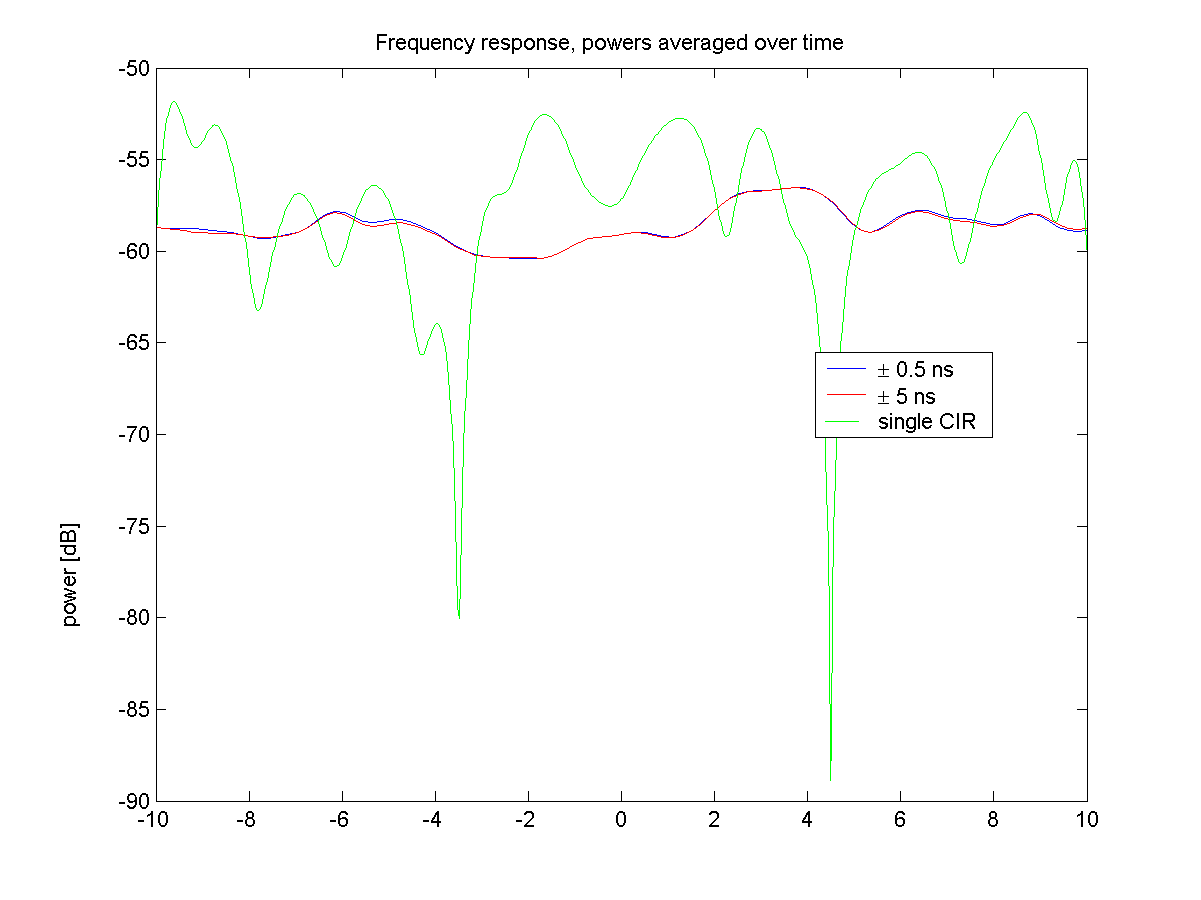 Frequency response, powers averaged over time
-50
-55
-60
-65
-70
-75
-80
-85
-90
power [dB]
± 0.5 ns
± 5 ns
single CIR
-10 -8 -6 -4 -2 0 2 4 6 8 10